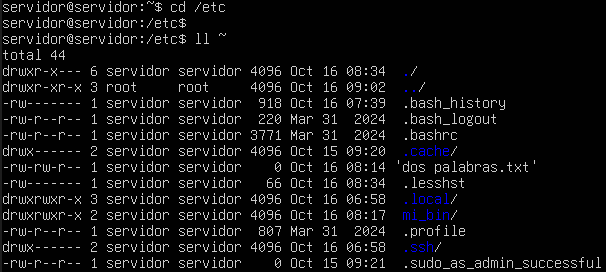 servidor@servidor:~$ cd /etc
servidor@servidor:/etc$
servidor@servidor:/etc$ ll ~
total 44
drwxr-x--- 6 servidor servidor 4096 Oct 16 08:34 ./
drwxr-xr-x 3 root     root     4096 Oct 16 09:02 ../
-rw------- 1 servidor servidor  918 Oct 16 07:39 .bash_history
-rw-r--r-- 1 servidor servidor  220 Mar 31  2024 .bash_logout
-rw-r--r-- 1 servidor servidor 3771 Mar 31  2024 .bashrc
drwx------ 2 servidor servidor 4096 Oct 15 09:20 .cache/
-rw-rw-r-- 1 servidor servidor    0 Oct 16 08:14 'dos palabras.txt'
-rw------- 1 servidor servidor   66 Oct 16 08:34 .lesshst
drwxrwxr-x 3 servidor servidor 4096 Oct 16 06:58 .local/
drwxrwxr-x 2 servidor servidor 4096 Oct 16 08:17 mi_bin/
-rw-r--r-- 1 servidor servidor  807 Mar 31  2024 .profile
drwx------ 2 servidor servidor 4096 Oct 16 06:58 .ssh/
-rw-r--r-- 1 servidor servidor    0 Oct 15 09:21 .sudo_as_admin_successful